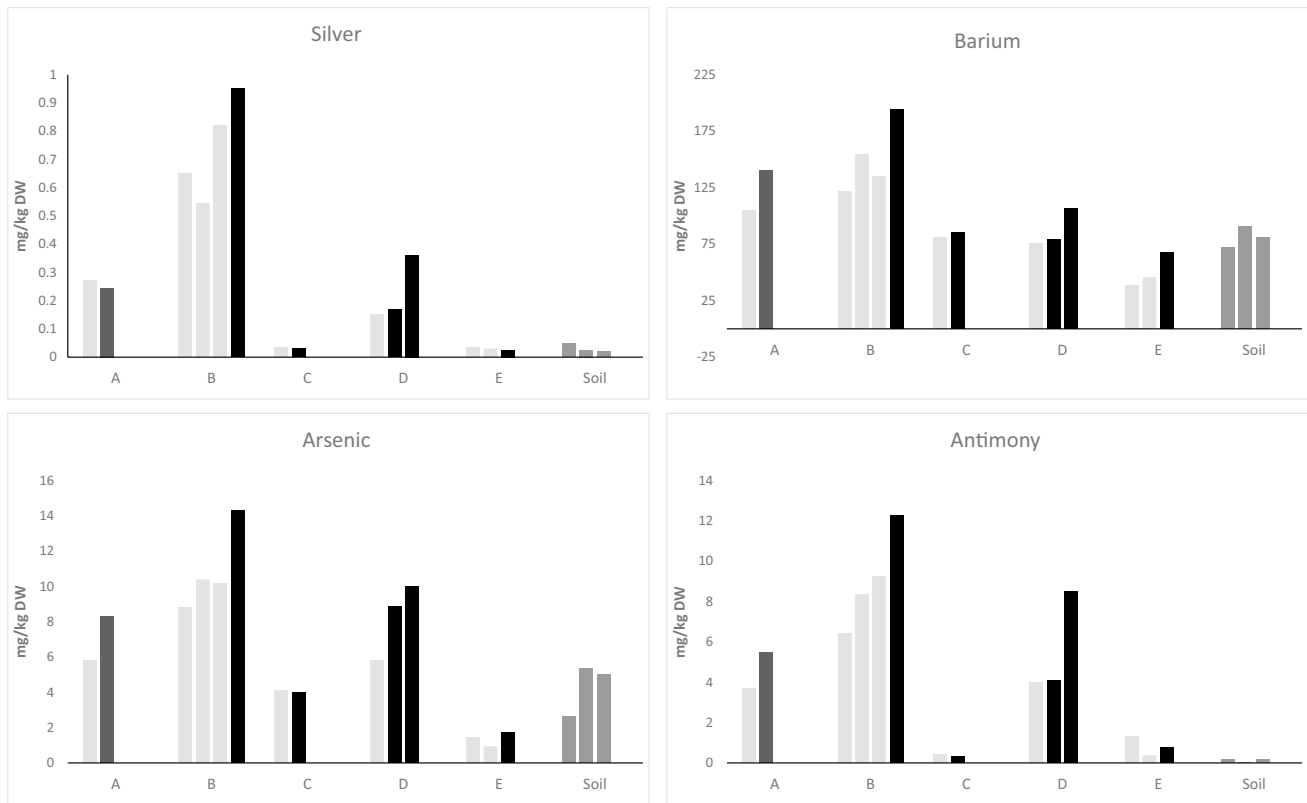 Silver
mg/kg DW
1
0.9
0.8
0.7
0.6
0.5
0.4
0.3
0.2
0.1
0
A B C D E Soil
Barium
mg/kg DW
225
175
125
75
25
-25
A B C D E Soil
Arsenic
mg/kg DW
16
14
12
10
8
6
4
2
0
A B C D E Soil
Antimony
mg/kg DW
14
12
10
8
6
4
2
0
A B C D E Soil